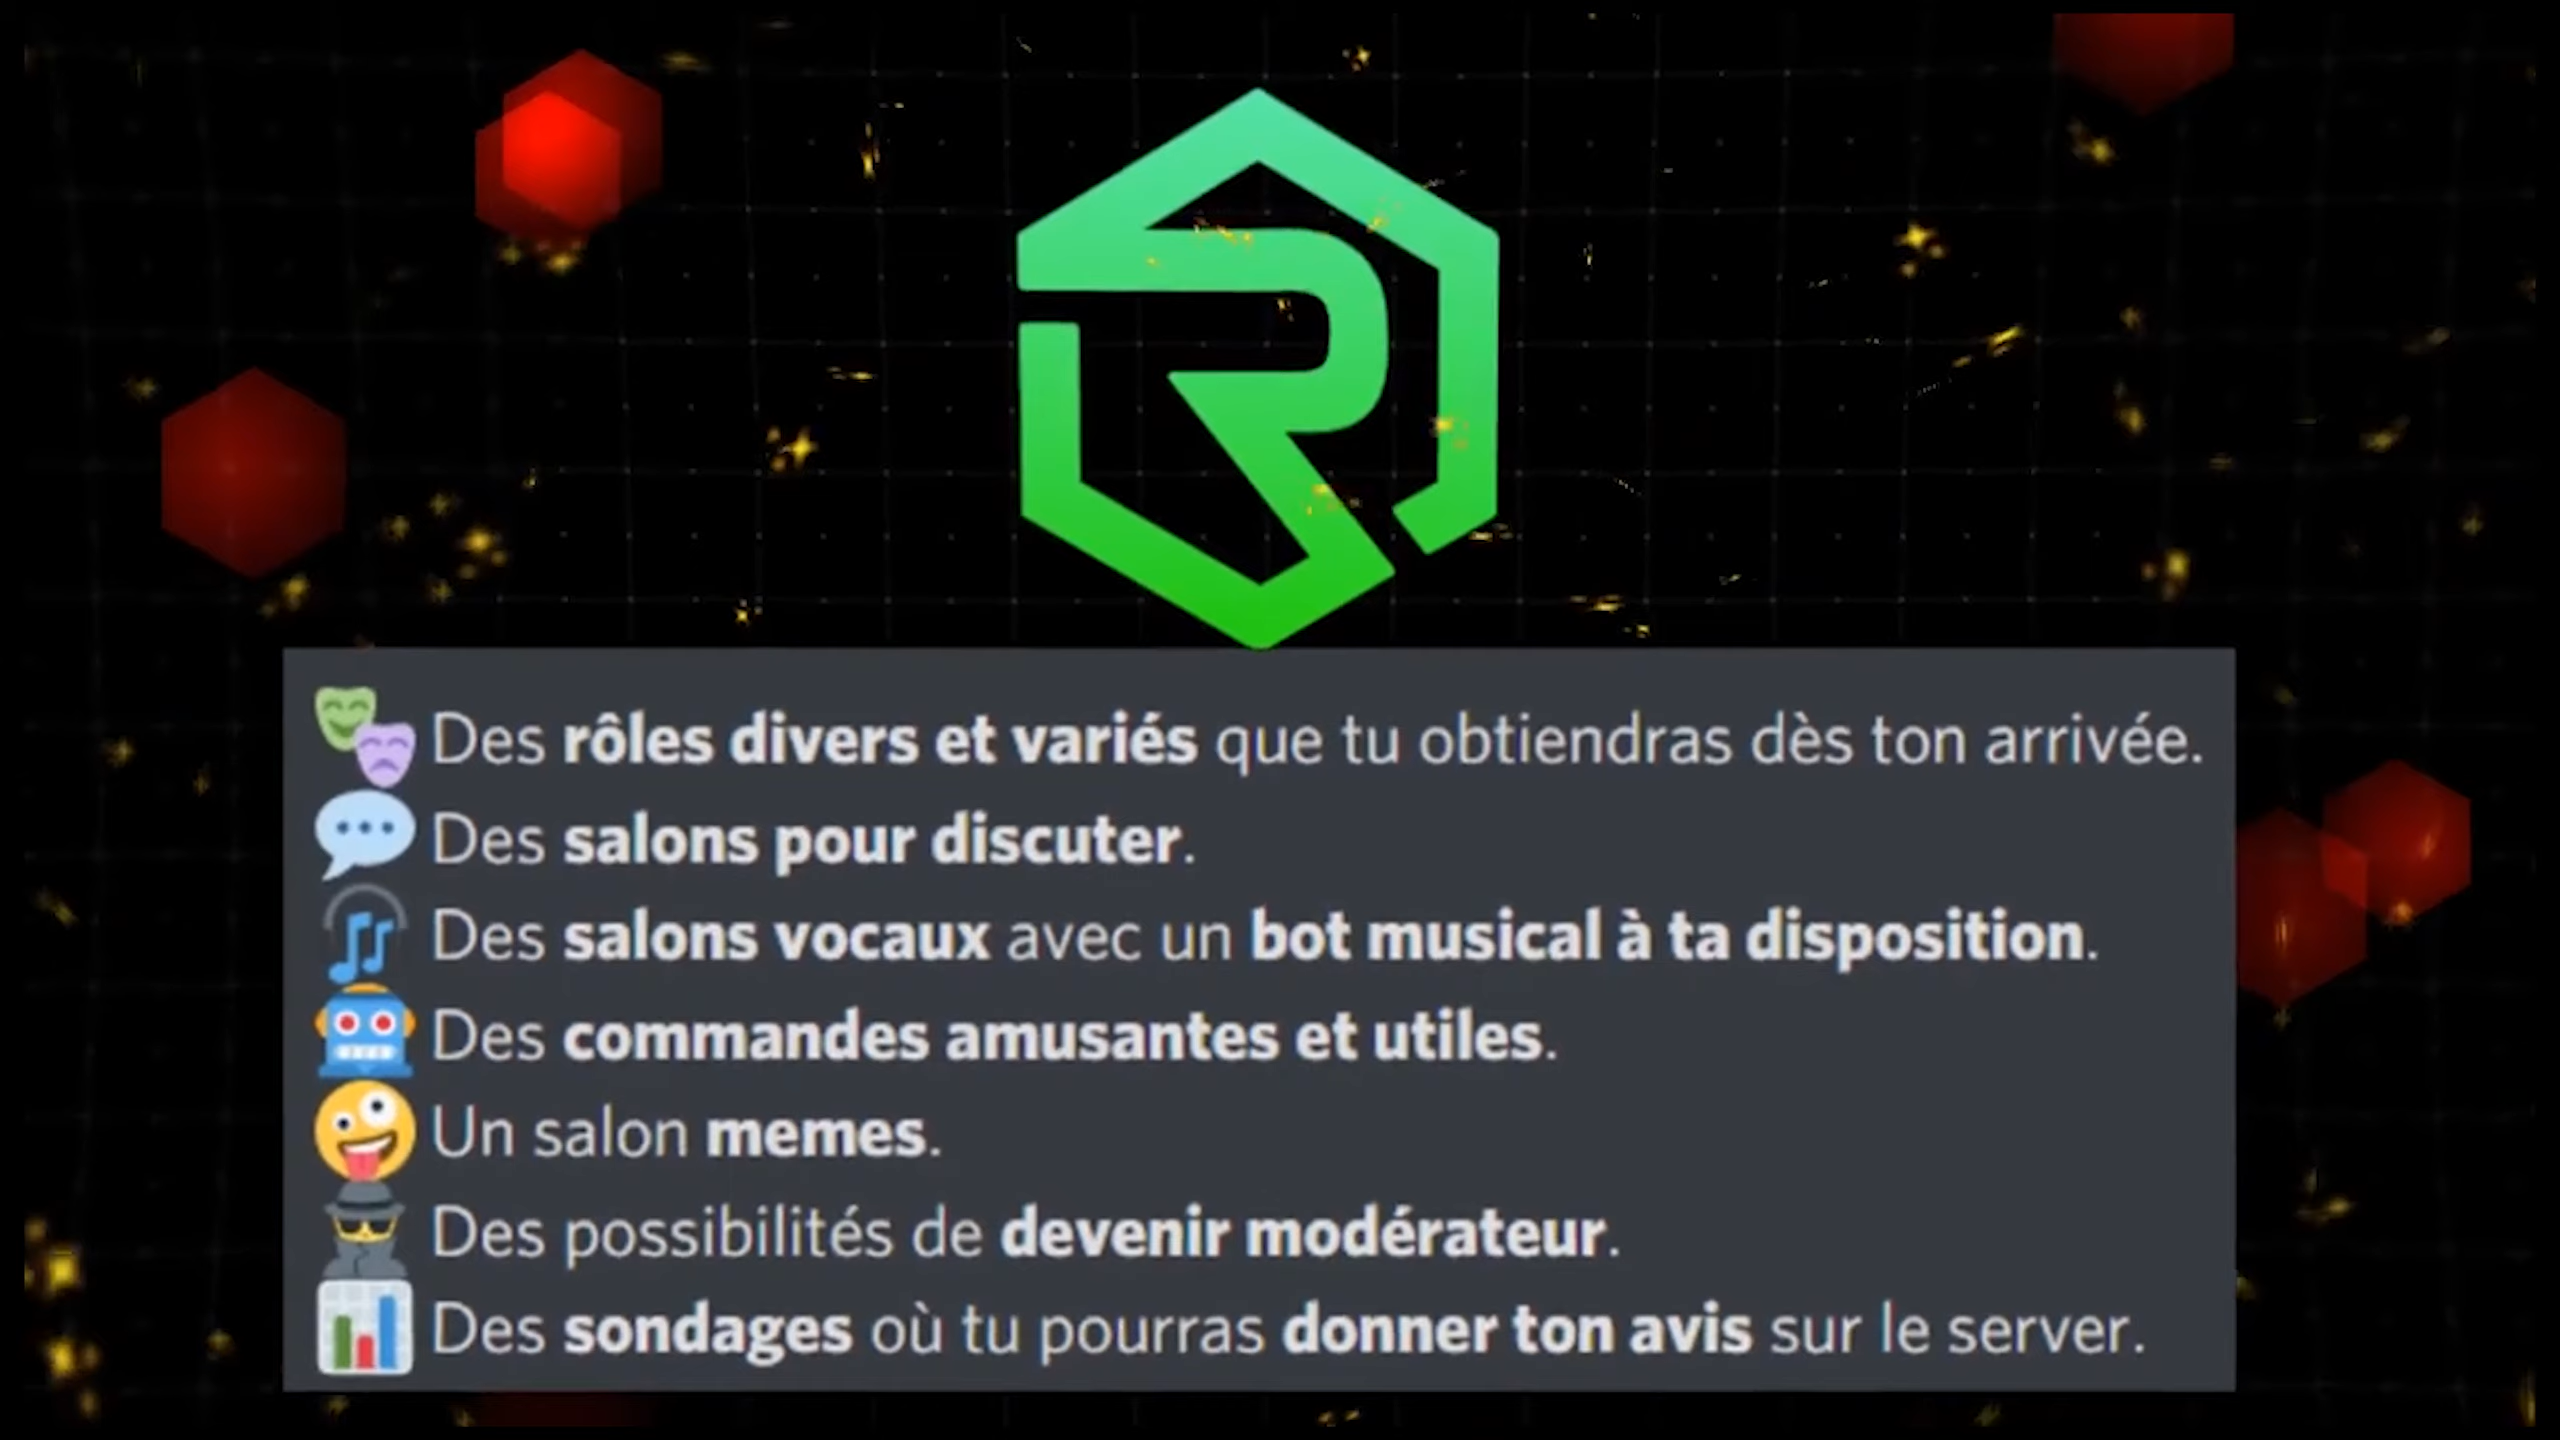 R
Des rôles divers et variés que tu obtiendras dès ton arrivée.
Des salons pour discuter.
Des salons vocaux avec un bot musical à ta disposition.
Des commandes amusantes et utiles.
Un salon memes.
Des possibilités de devenir modérateur.
Des sondages où tu pourras donner ton avis sur le server.